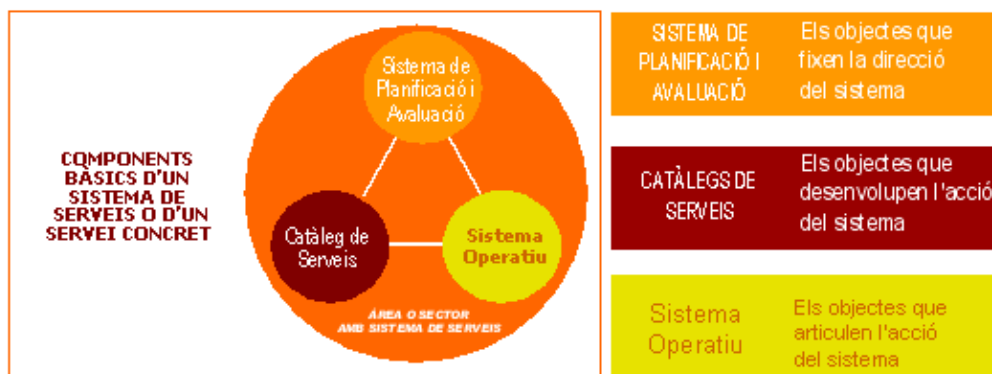 COMPONENTS
BÀSICS D'UN
SISTEMA DE
SERVEIS O D'UN
SERVEI CONCRET
Sistema de
Planificació i
Avaluació
Catàleg de
Serveis
Sistema
Operatiu
ÁREA O SECTOR
AMB SISTEMA DE SERVEIS
SISTEMA DE
PLANIFICACIÓ I
AVALUACIÓ
Els objectes que
fixen la direcció
del sistema
CATÀLEGS DE
SERVEIS
Els objectes que
desenvolupen l'acció
del sistema
Sistema
Operatiu
Els objectes que
articulen l'acció
del sistema